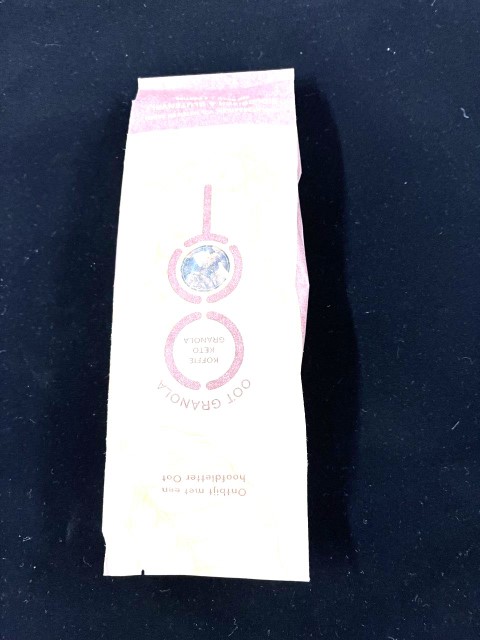 Ontbijt met een
hoofdletter Oot
OOT GRANOLA
KOFFIE
KETO
GRANOLA